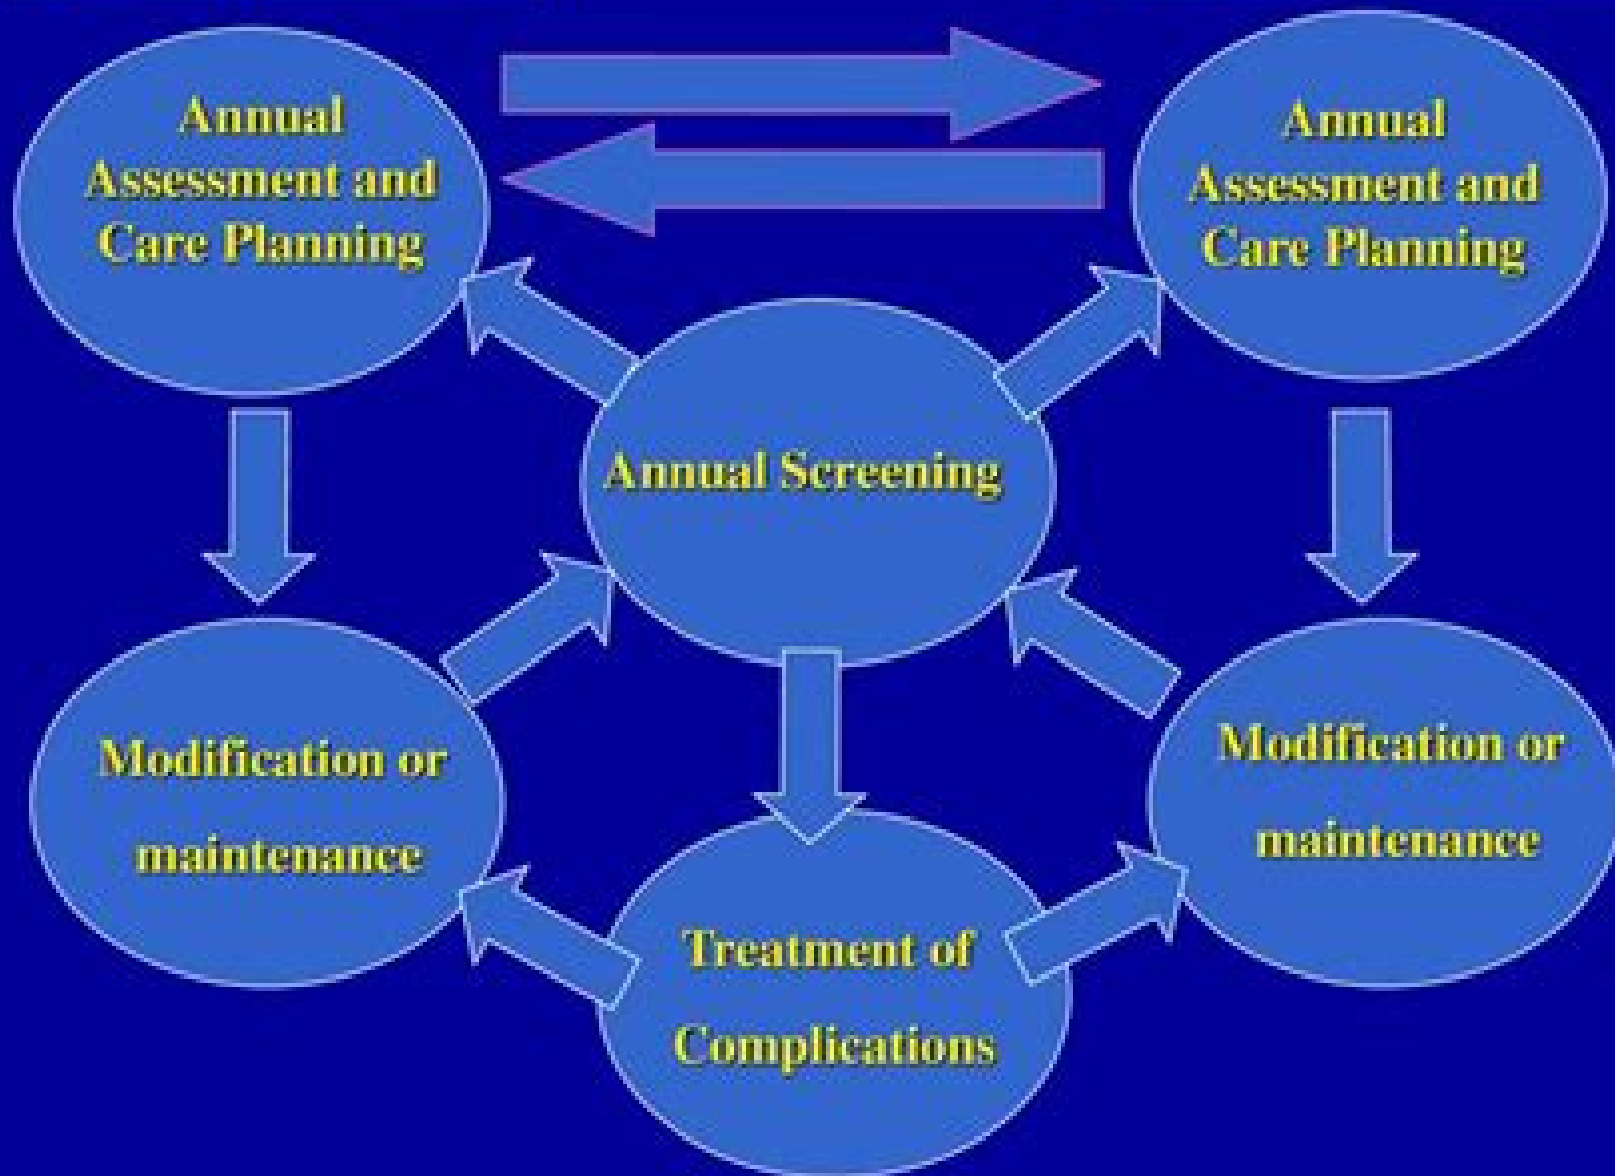 Annual
Assessment and
Care Planning
Annual
Assessment and
Care Planning
Annual Screening
Modification or
maintenance
Modification or
maintenance
Treatment of
Complications